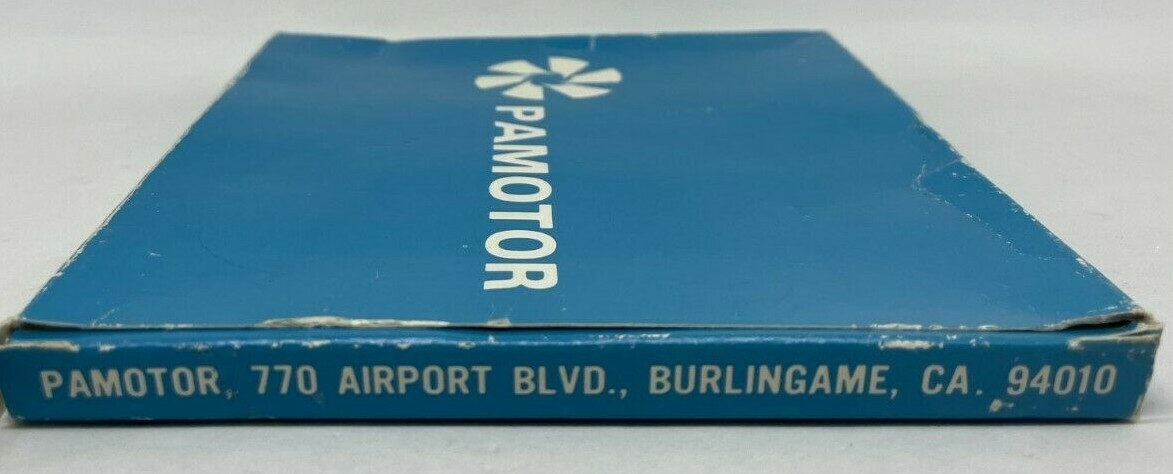 PAMOTOR
PAMOTOR, 770 AIRPORT BLVD., BURLINGAME, CA. 94010